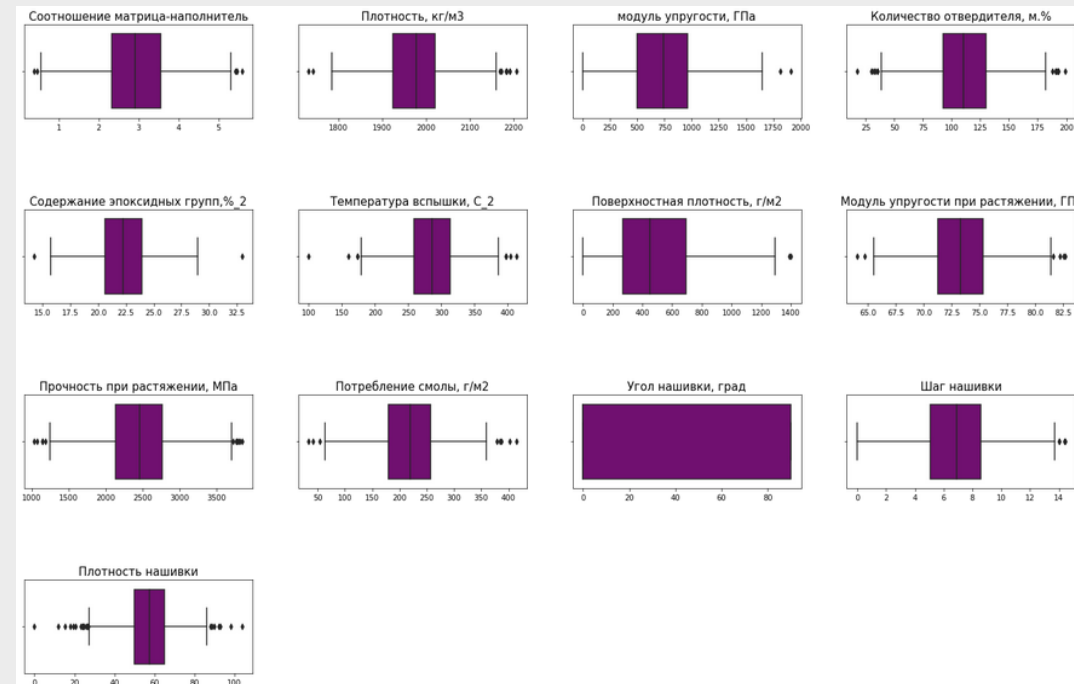 Соотношение матрица-наполнитель
Плотность, кг/м3
модуль упругости, ГПа
Количество отвердителя, м.%
1 2 3 4 5
1800 1900 2000 2100 2200
0 250 500 750 1000 1250 1500 1750 2000
25 50 75 100 125 150 175 200
Содержание эпоксидных групп,%_2
Температура вспышки, С_2
Поверхностная плотность, г/м2
Модуль упругости при растяжении, ГП
15.0 17.5 20.0 22.5 25.0 27.5 30.0 32.5
100 150 200 250 300 350 400
0 200 400 600 800 1000 1200 1400
65.0 67.5 70.0 72.5 75.0 77.5 80.0 82.5
Прочность при растяжении, МПа
Потребление смолы, г/м2
Угол нашивки, град
Шаг нашивки
1000 1500 2000 2500 3000 3500
50 100 150 200 250 300 350 400
0 20 40 60 80
0 2 4 6 8 10 12 14
Плотность нашивки
0 20 40 60 80 100